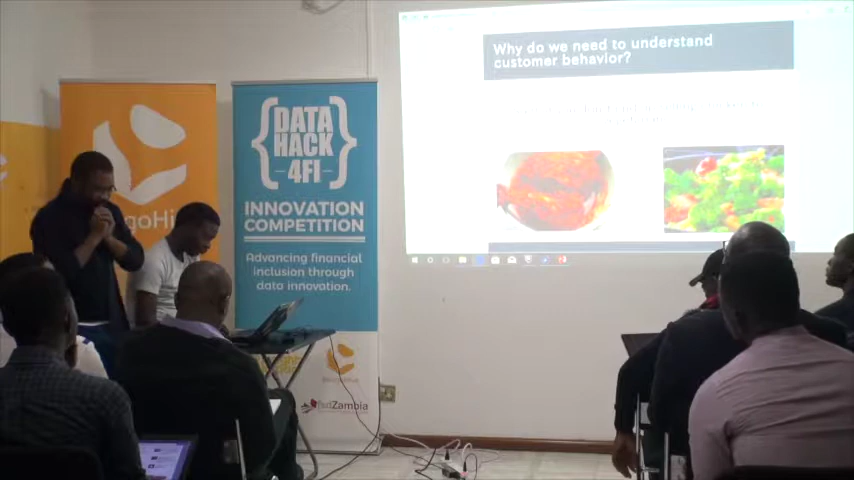 Why do we need to understand
customer behavior?
DATA
HACK
4FI
INNOVATION
COMPETITION
Advancing financial
inclusion through
data innovation.
goHi
fsdZambia